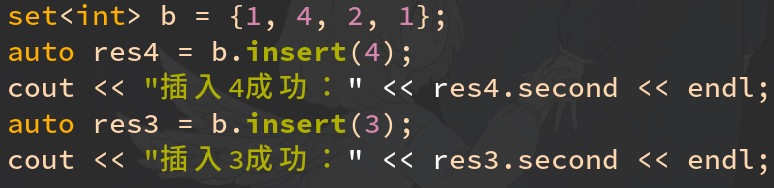 set<int> b = {1, 4, 2, 1};
auto res4 = b.insert(4);
cout << "插入4成功：" << res4.second << endl;
auto res3 = b.insert(3);
cout << "插入3成功：" << res3.second << endl;